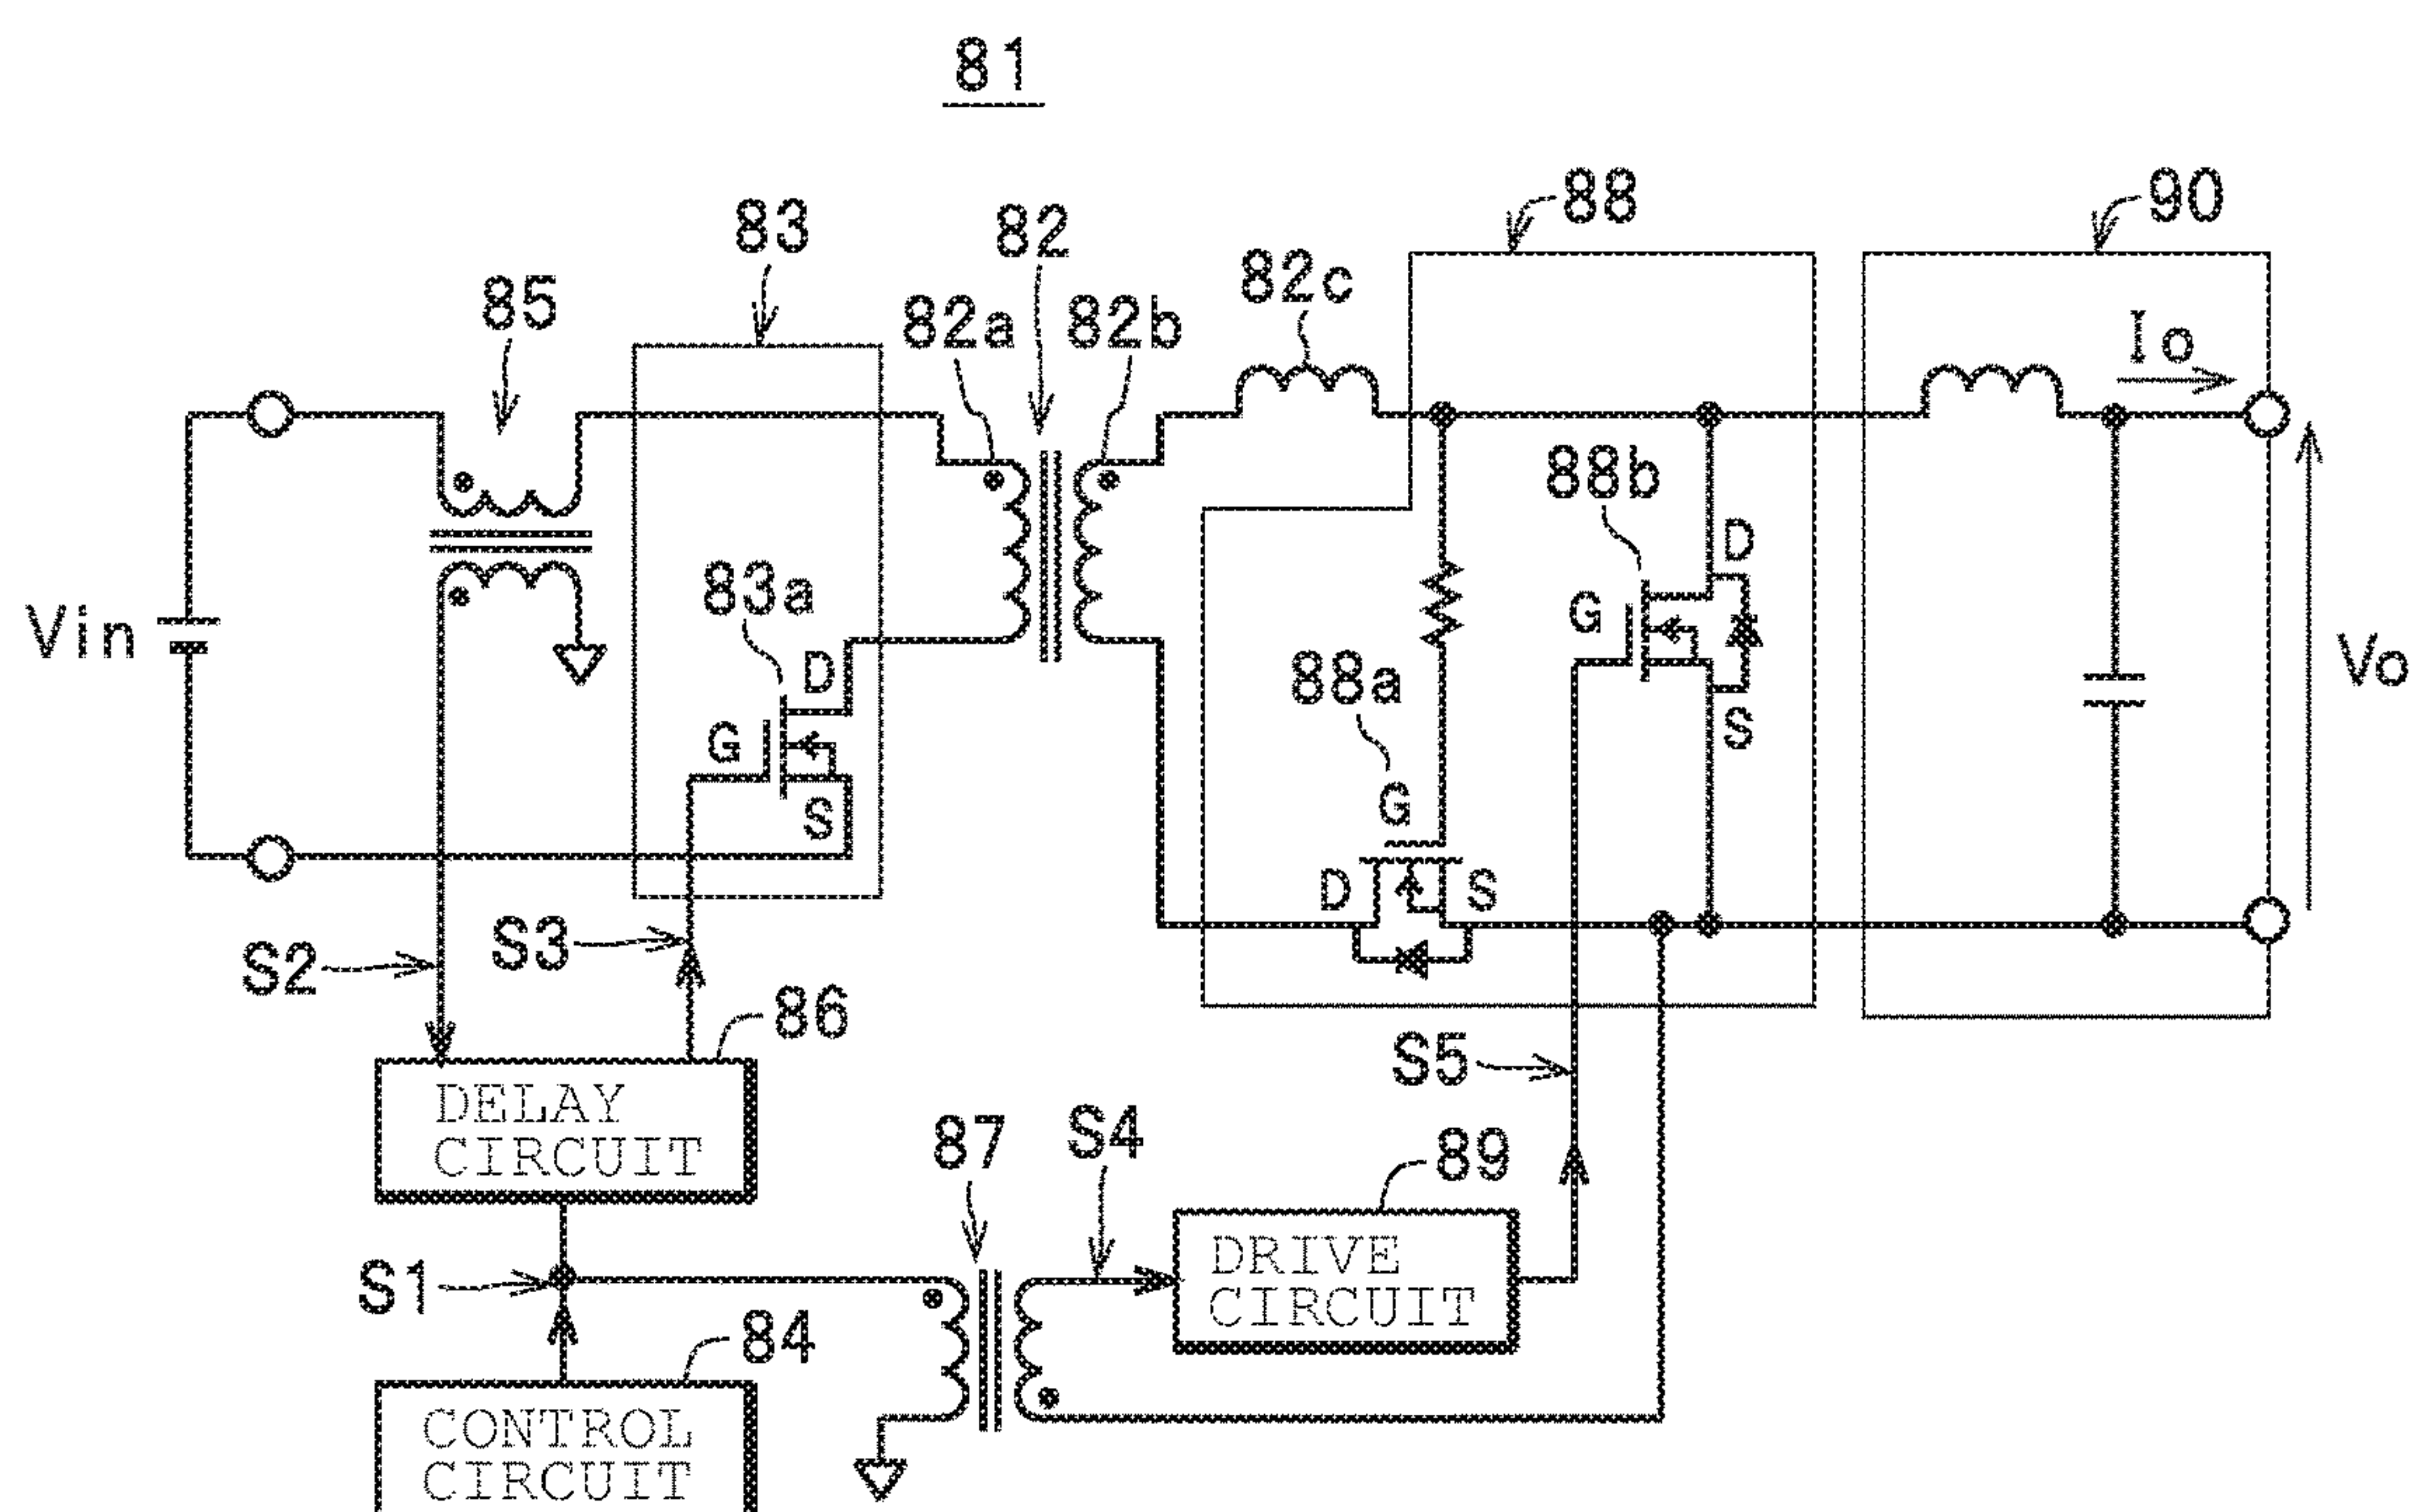 81
88
90
83
82
82c
85
82a
82b
Io
88b
D
G
83a
Vin
S
Vo
D
88a
G
G
S
D
S
S3
S2
86
S5
DELAY
CIRCUIT
87
S4
89
DRIVE
CIRCUIT
S1
84
CONTROL
CIRCUIT